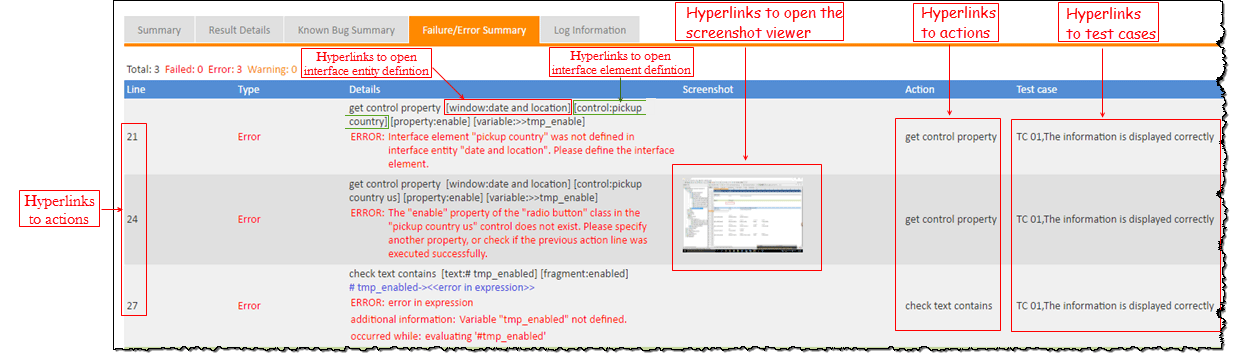 Hyperlinks to open the
screenshot viewer
Hyperlinks
to actions
Hyperlinks
to test cases
Summary
Result Details
Known Bug Summary
Failure/Error Summary
Log Information
Hyperlinks to open
interface entity defintion
Hyperlinks to open
interface element defintion
Total: 3 Failed: 0 Error: 3 Warning: 0
Line Type Details Screenshot Action Test case
get control property [window:date and location] [control:pickup
country] [property:enable] [variable:>>tmp_enable]
21 Error ERROR: Interface element "pickup country" was not defined in get control property TC 01,The information is displayed correctly
interface entity "date and location". Please define the interface
element.
get control property [window:date and location] [control:pickup
country us] [property:enable] [variable:>>tmp_enable]
Hyperlinks
to actions
24 Error ERROR: The "enable" property of the "radio button" class in the get control property TC 01,The information is displayed correctly
"pickup country us" control does not exist. Please specify
another property, or check if the previous action line was
executed successfully.
check text contains [text:# tmp_enabled] [fragment:enabled]
# tmp_enabled-><<error in expression>>
27 Error ERROR: error in expression check text contains TC 01,The information is displayed correctly
additional information: Variable "tmp_enabled" not defined.
occurred while: evaluating '#tmp_enabled'